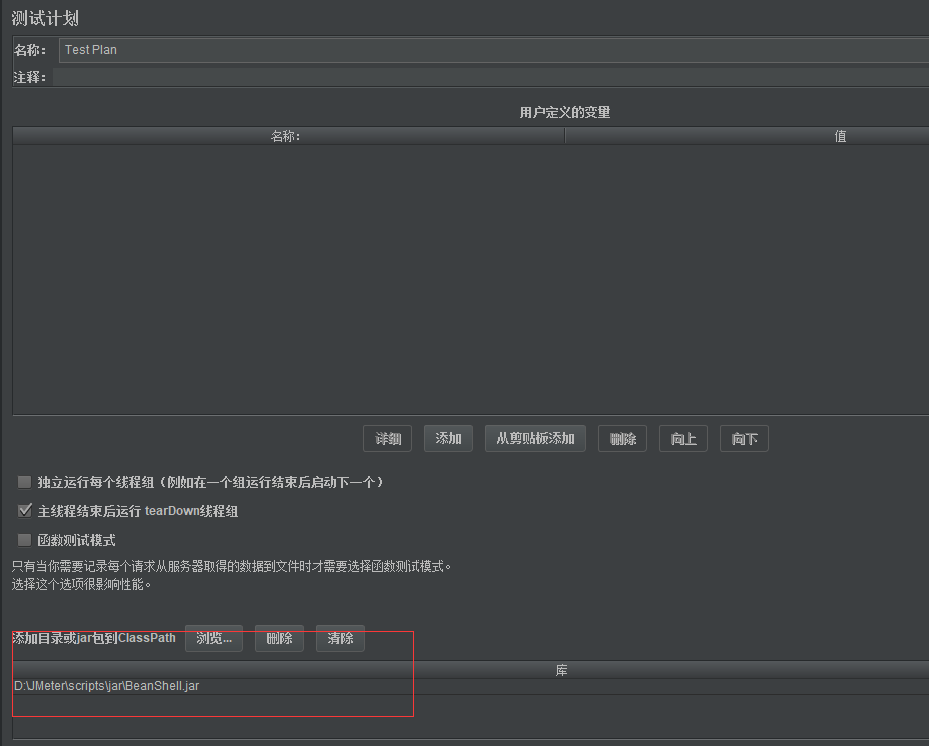 测试计划
名称： Test Plan
注释：
用户定义的变量
名称: 值
详细 添加 从剪贴板添加 删除 向上 向下
独立运行每个线程组（例如在一个组运行结束后启动下一个）
主线程结束后运行 tearDown线程组
函数测试模式
只有当你需要记录每个请求从服务器取得的数据到文件时才需要选择函数测试模式。
选择这个选项很影响性能。
添加目录或jar包到ClassPath 浏览... 删除 清除
库
D:\JMeter\scripts\jar\BeanShell.jar